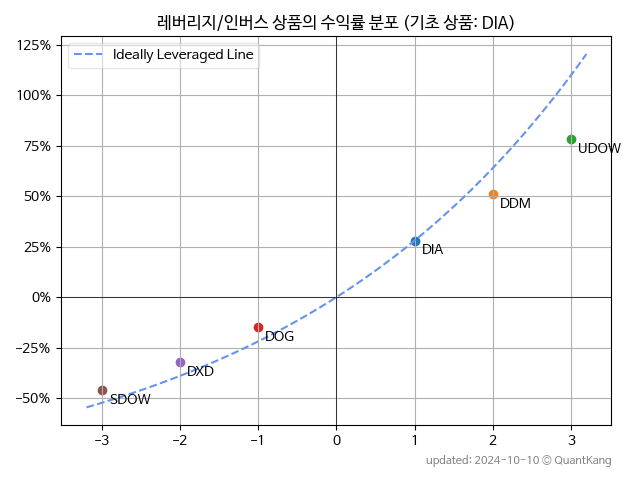 레버리지/인버스 상품의 수익률 분포 (기초 상품: DIA)
125%
Ideally Leveraged Line
100%
75%
UDOW
50%
DDM
25%
DIA
0%
DOG
−25%
DXD
−50%
SDOW
−3 −2 −1 0 1 2 3
updated: 2024-10-10 © QuantKang